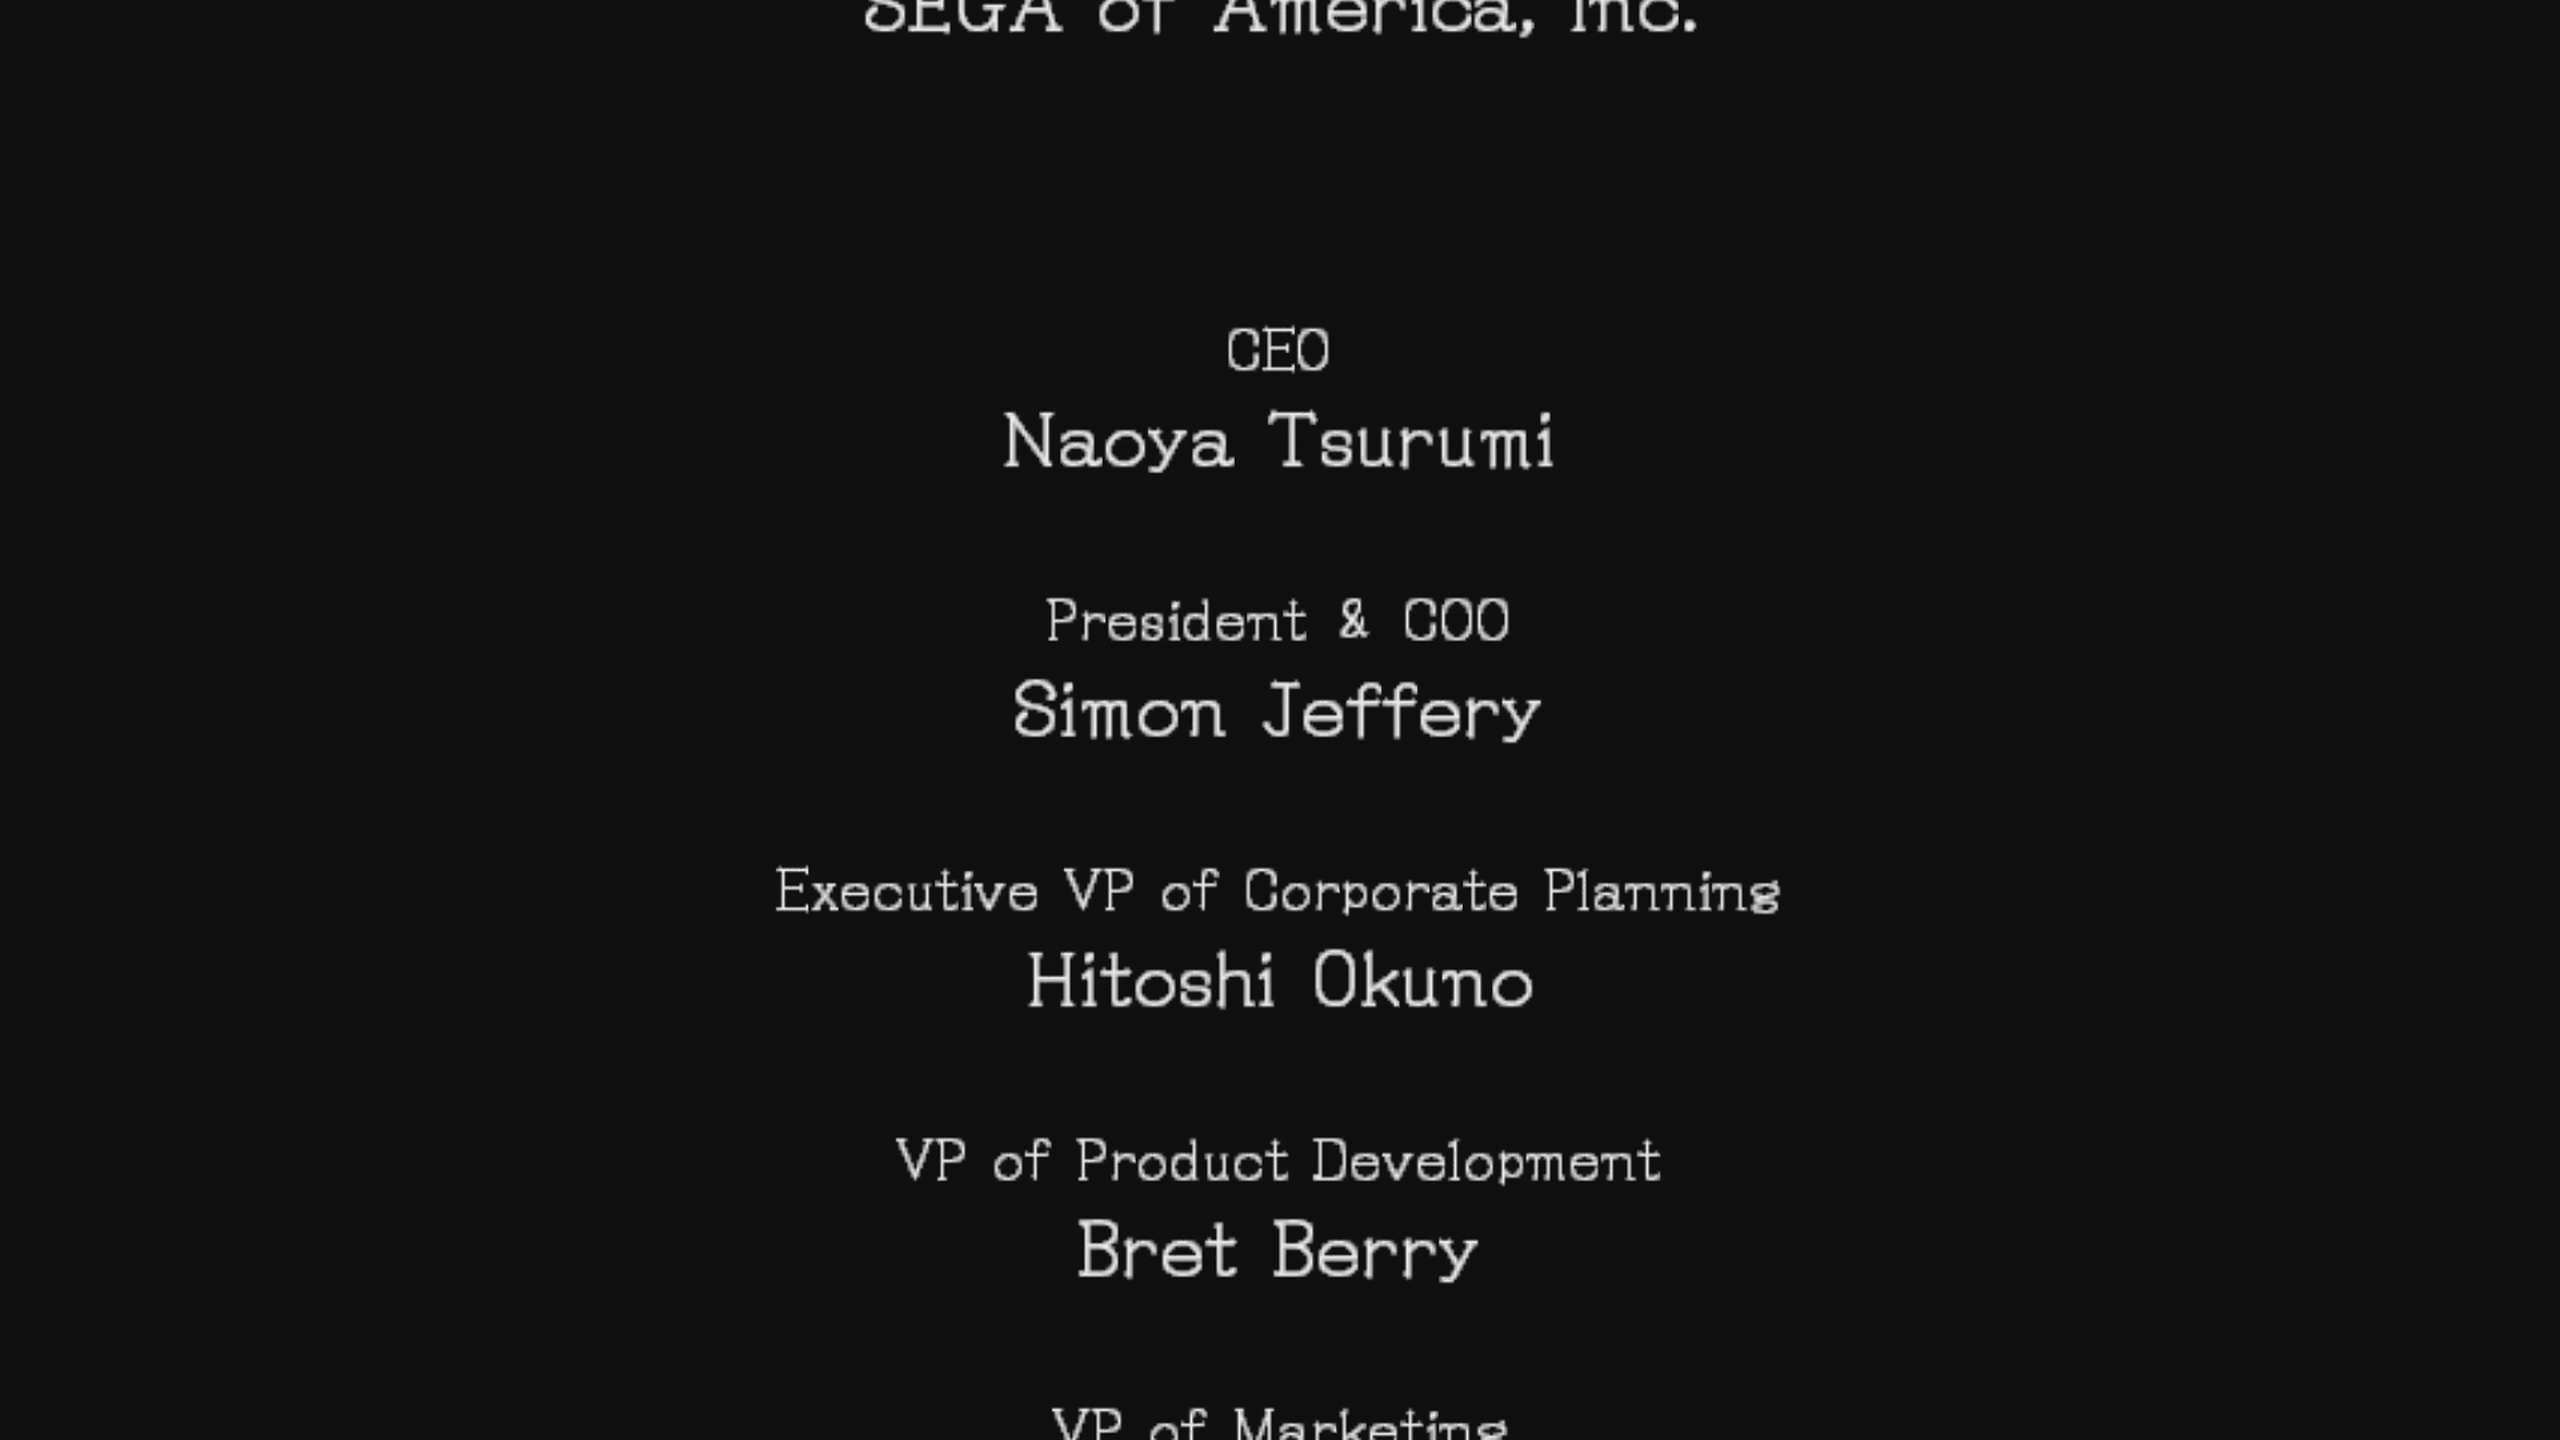 SEGA of America, Inc.
CEO
Naoya Tsurumi
President & COO
Simon Jeffery
Executive VP of Corporate Planning
Hitoshi Okuno
VP of Product Development
Bret Berry
VP of Marketing